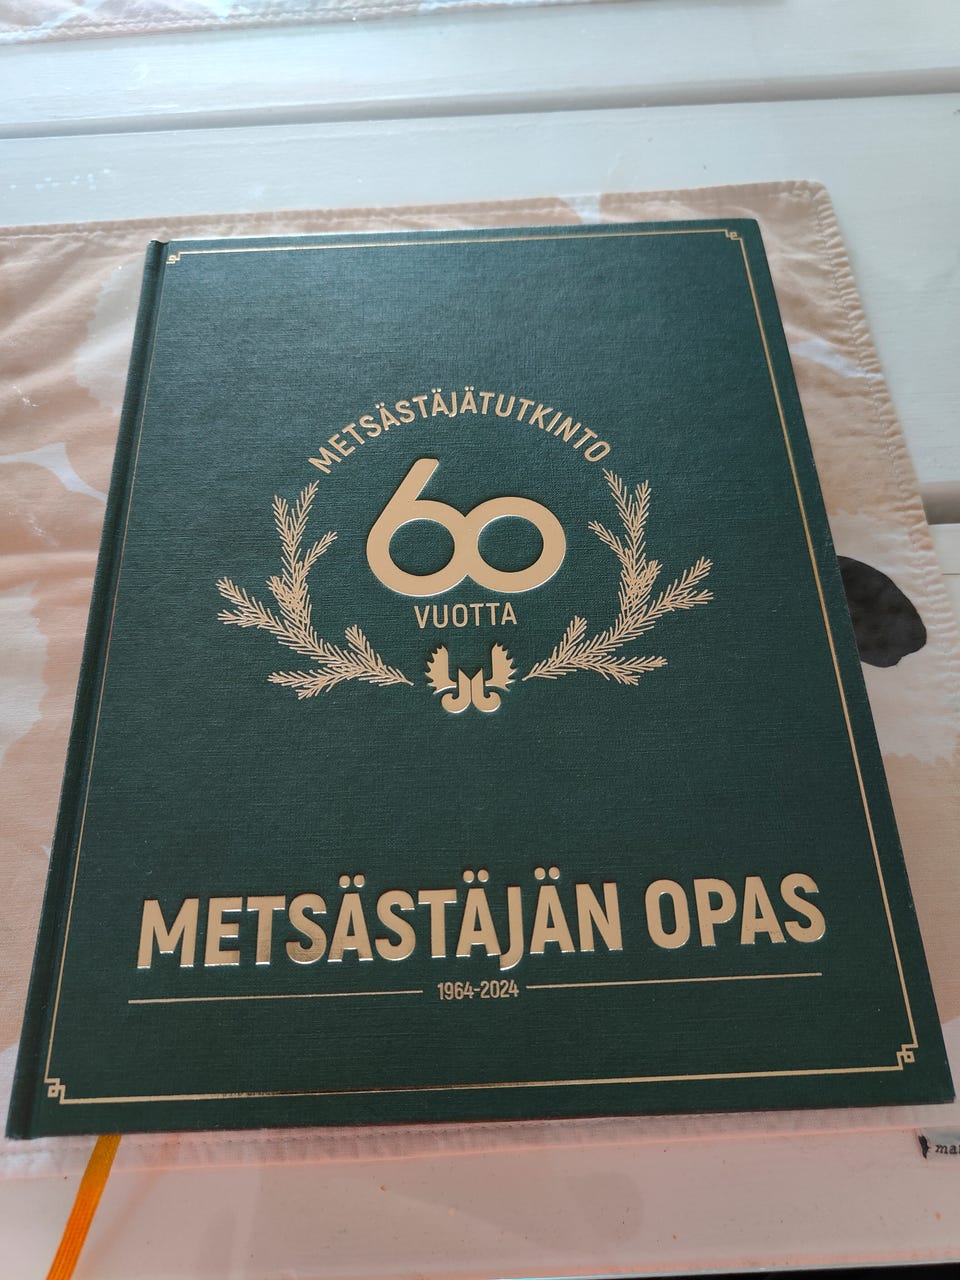 METSÄSTÄJÄTUTKINTO
60
VUOTTA
METSÄSTÄJÄN OPAS
1964-2024